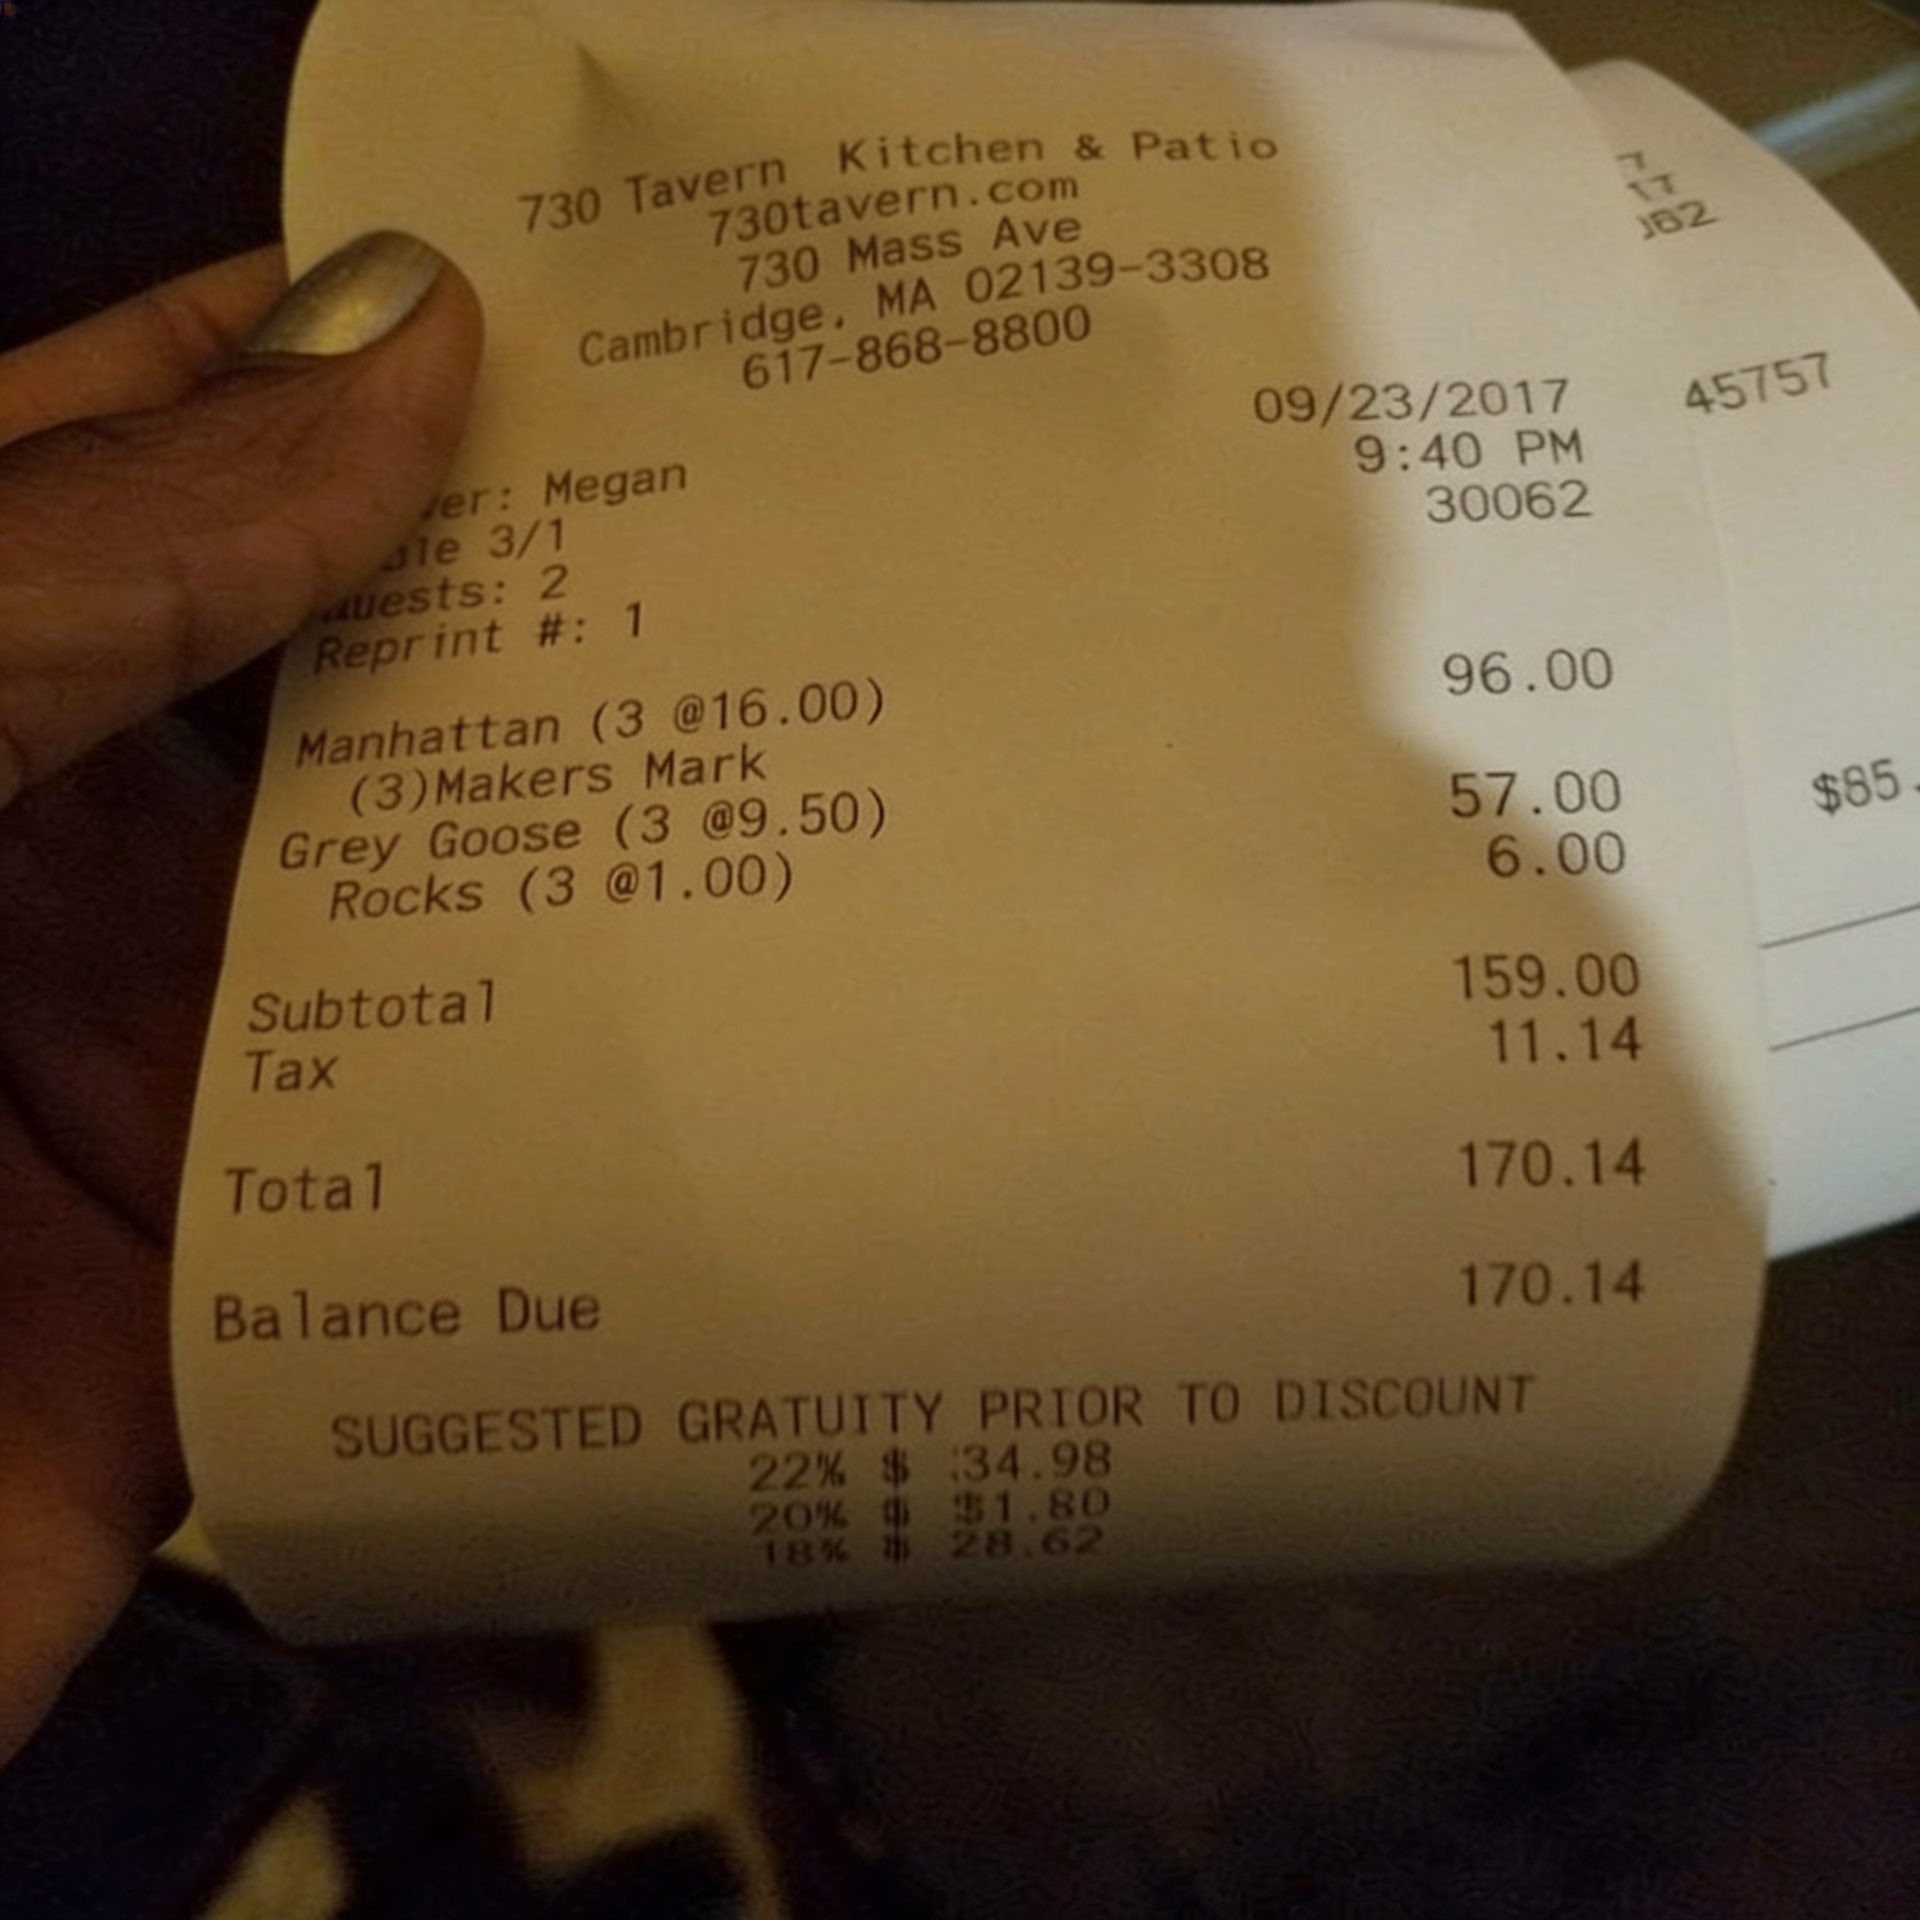 730 Tavern Kitchen & Patio
730tavern.com
730 Mass Ave
Cambridge, MA 02139-3308
617-868-8800
09/23/2017
45757
ver: Megan
9:40 PM
3/1
30062
Guests: 2
Reprint #: 1
Manhattan (3 @16.00) 96.00
(3)Makers Mark
Grey Goose (3 @9.50) 57.00
Rocks (3 @1.00) 6.00
$85.
Subtotal 159.00
Tax 11.14
Total 170.14
Balance Due 170.14
SUGGESTED GRATUITY PRIOR TO DISCOUNT
22% $ 34.98
20% $ $1.80
18% $ 28.62